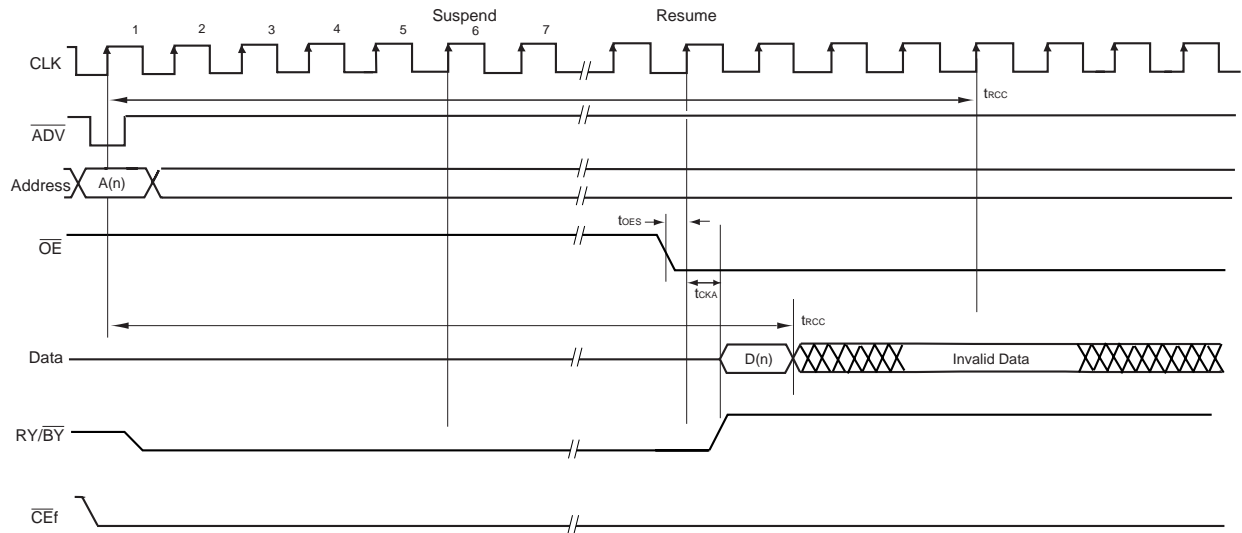 Suspend Resume
1 2 3 4 5 6 7
CLK
tRCC
ADV
Address A(n)
tOES
OE
tCKA
tRCC
Data D(n) Invalid Data
RY/BY
CEf